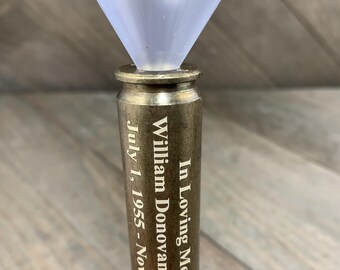 In Loving Me
William Donovan
July 1, 1955 - Nov